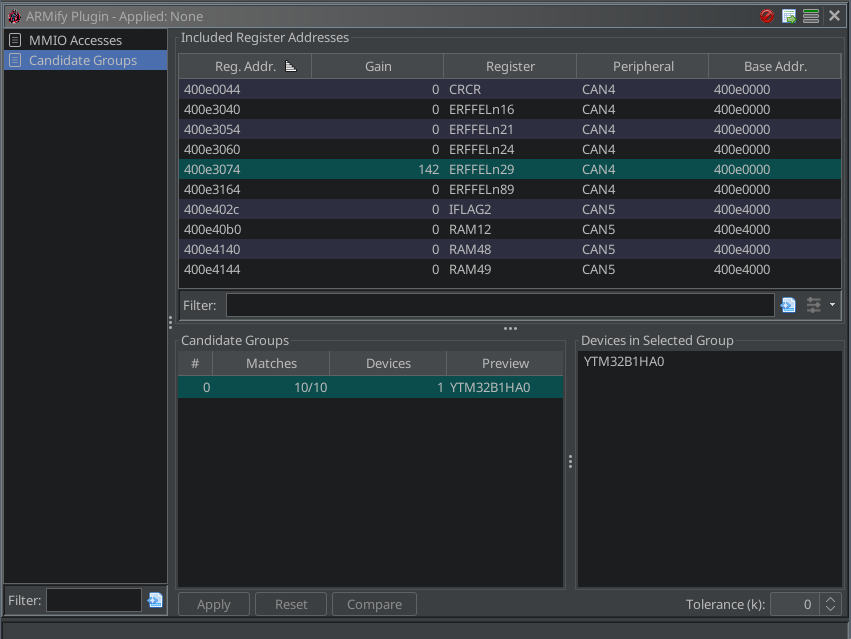 ARMify Plugin - Applied: None
MMIO Accesses
Candidate Groups
Filter:
Included Register Addresses
Reg. Addr. Gain Register Peripheral Base Addr.
400e0044 0 CRCR CAN4 400e0000
400e3040 0 ERFFELn16 CAN4 400e0000
400e3054 0 ERFFELn21 CAN4 400e0000
400e3060 0 ERFFELn24 CAN4 400e0000
400e3074 142 ERFFELn29 CAN4 400e0000
400e3164 0 ERFFELn89 CAN4 400e0000
400e402c 0 IFLAG2 CAN5 400e4000
400e40b0 0 RAM12 CAN5 400e4000
400e4140 0 RAM48 CAN5 400e4000
400e4144 0 RAM49 CAN5 400e4000
Filter:
Candidate Groups
# Matches Devices Preview
0 10/10 1 YTM32B1HA0
Devices in Selected Group
YTM32B1HA0
Apply Reset Compare Tolerance (k): 0